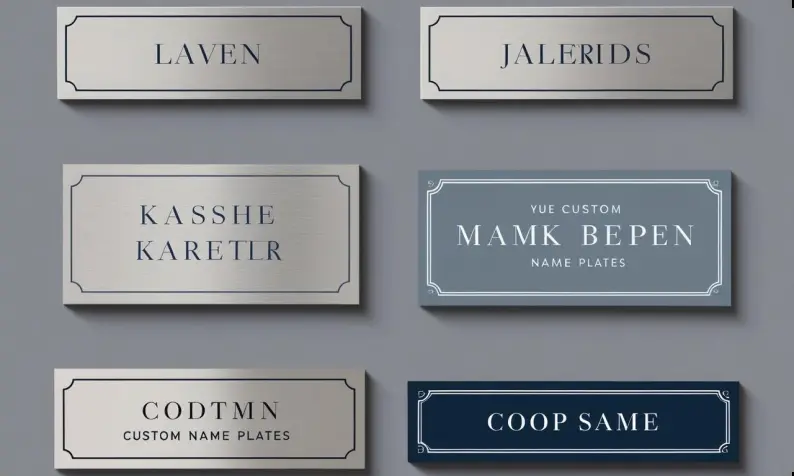 LAVEN
JALERIDS
KASSHE
KARETLR
YUE CUSTOM
MAMK BEPEN
NAME PLATES
CODTMN
CUSTOM NAME PLATES
COOP SAME